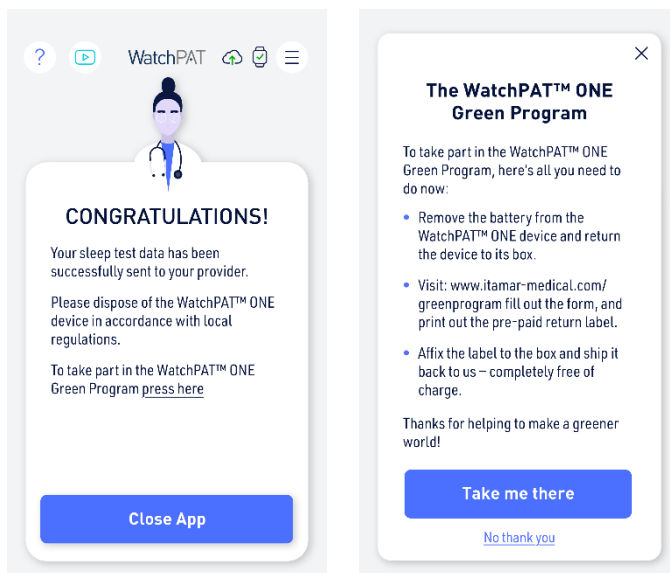 ?
WatchPAT
CONGRATULATIONS!
Your sleep test data has been
successfully sent to your provider.
Please dispose of the WatchPAT™ ONE
device in accordance with local
regulations.
To take part in the WatchPAT™ ONE
Green Program press here
Close App
The WatchPAT™ ONE
Green Program
To take part in the WatchPAT™ ONE
Green Program, here's all you need to
do now:
• Remove the battery from the
WatchPAT™ ONE device and return
the device to its box.
• Visit: www.itamar-medical.com/
greenprogram fill out the form, and
print out the pre-paid return label.
• Affix the label to the box and ship it
back to us – completely free of
charge.
Thanks for helping to make a greener
world!
Take me there
No thank you